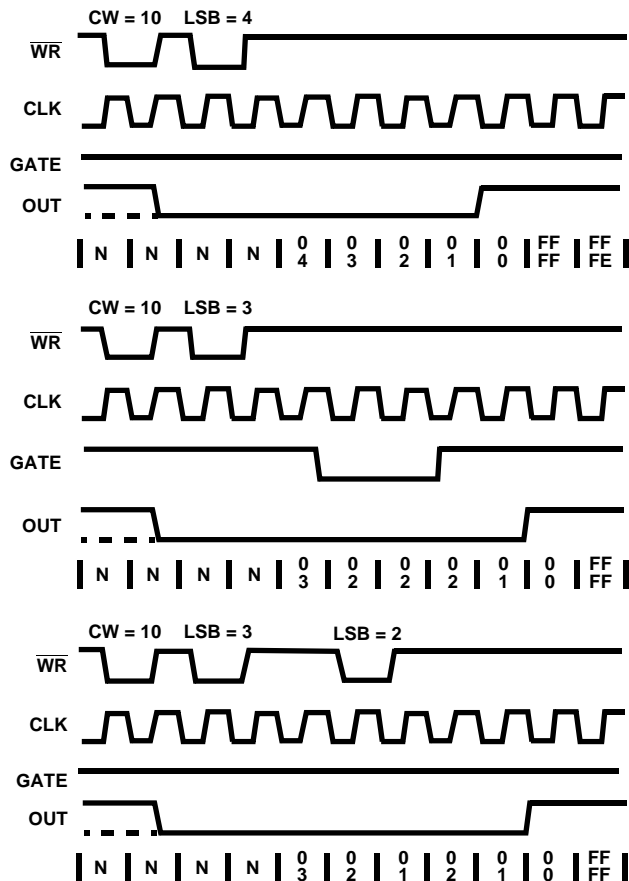 CW = 10 LSB = 4
WR
CLK
GATE
OUT
N N N N 0 0 0 0 0 FF FF
4 3 2 1 0 FF FE
CW = 10 LSB = 3
WR
CLK
GATE
OUT
N N N N 0 0 0 0 0 0 FF
3 2 2 2 1 0 FF
CW = 10 LSB = 3 LSB = 2
WR
CLK
GATE
OUT
N N N N 0 0 0 0 0 0 FF
3 2 1 2 1 0 FF